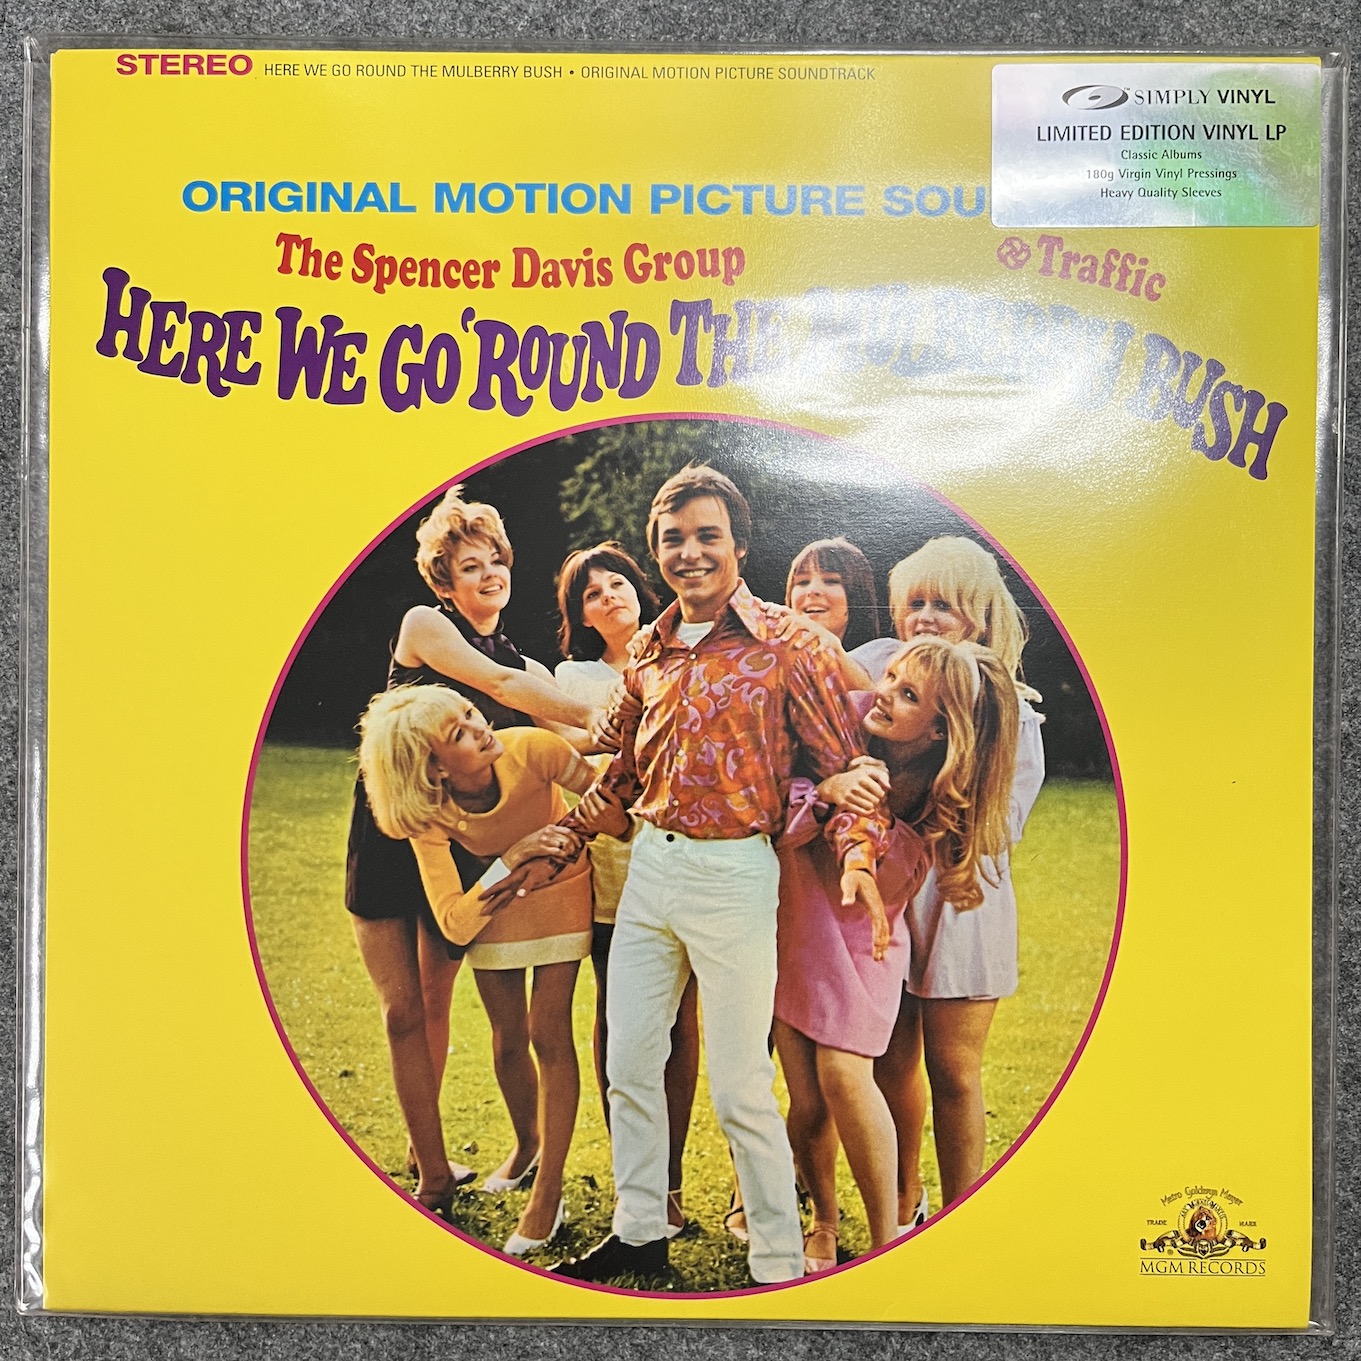 STEREO HERE WE GO ROUND THE MULBERRY BUSH • ORIGINAL MOTION PICTURE SOUNDTRACK
SIMPLY VINYL
LIMITED EDITION VINYL LP
Classic Albums
180g Virgin Vinyl Pressings
Heavy Quality Sleeves
ORIGINAL MOTION PICTURE SOU
The Spencer Davis Group
Traffic
HERE WE GO 'ROUND THE MULBERRY BUSH
Metro Goldwyn Mayer
TRADE MARK
MGM RECORDS